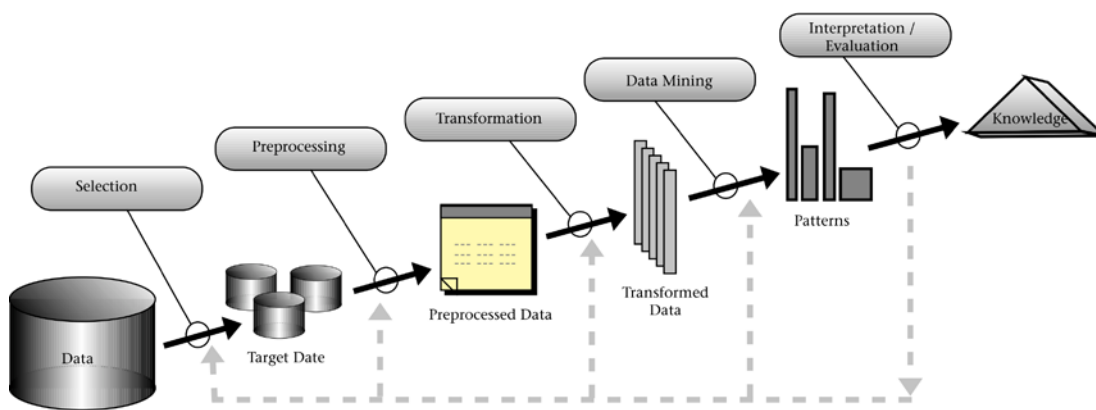 Interpretation /
Evaluation
Data Mining
Transformation
Preprocessing
Selection
Knowledge
Patterns
Transformed
Data
Preprocessed Data
Target Date
Data